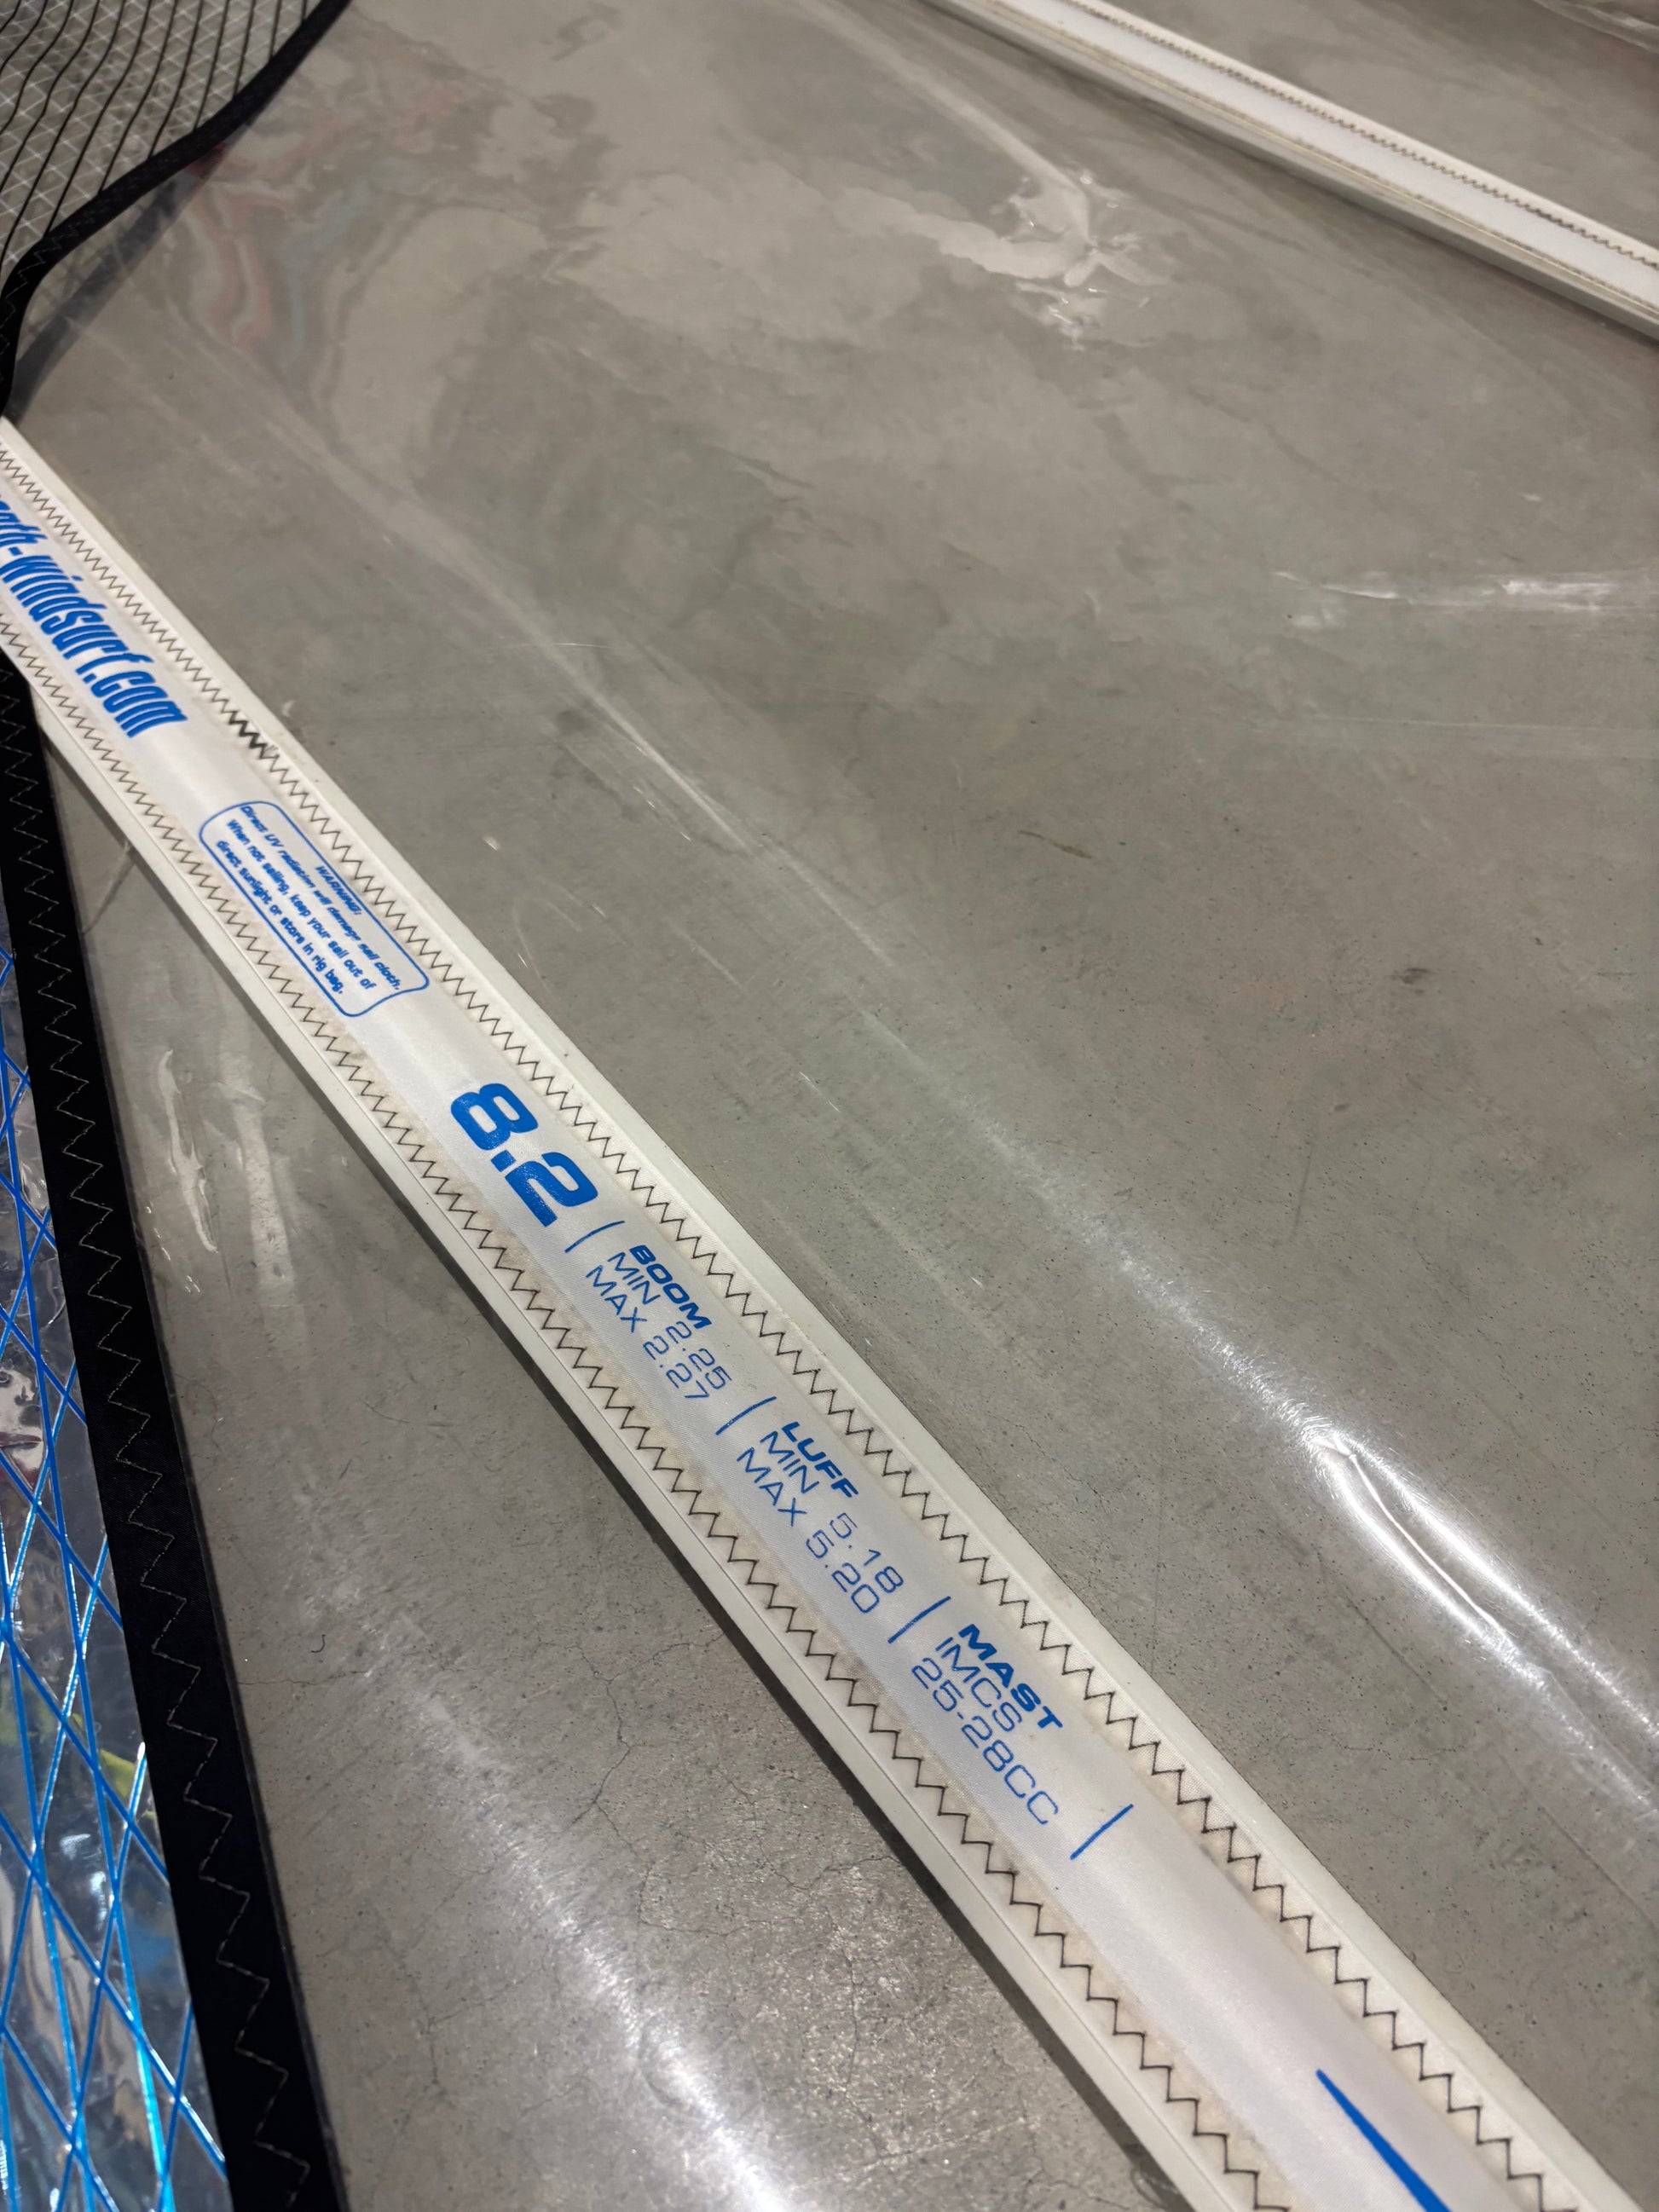 -windsurf.com
WARNING:
Direct UV radiation will damage sail cloth.
When not sailing, keep your sail out of
direct sunlight or store in rig bag.
8.2
BOOM
MIN 2.25
MAX 2.27
LUFF
MIN 5.18
MAX 5.20
MAST
IMCS
25-28CC